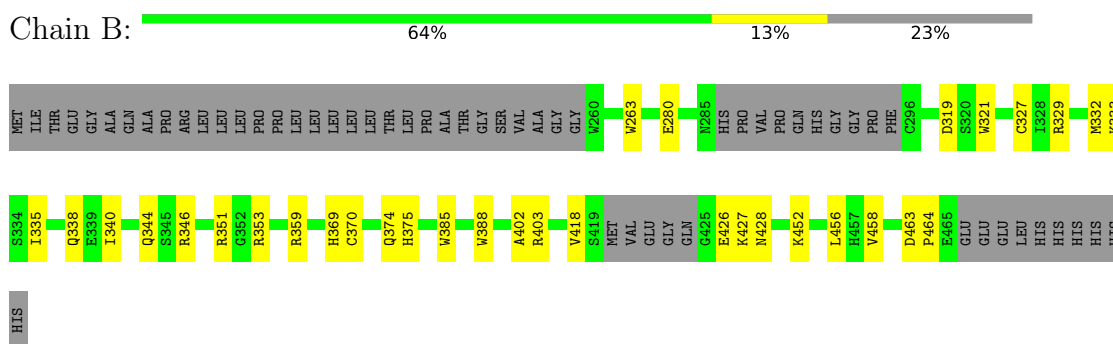 Chain B:
64% 13% 23%
MET ILE THR GLU GLY ALA GLN ALA PRO ARG LEU LEU LEU PRO PRO LEU LEU LEU LEU LEU THR LEU PRO ALA THR GLY SER VAL ALA GLY GLY W260 W263 E280 N285 HIS PRO VAL PRO GLN HIS GLY GLY PRO PHE C296 D319 S320 W321 C327 I328 R329 M332 K333
S334 I335 Q338 E339 I340 Q344 S345 R346 R351 G352 R353 R359 H369 C370 Q374 H375 W385 W388 A402 R403 V418 S419 MET VAL GLU GLY GLN G425 E426 K427 N428 K452 L456 H457 V458 D463 P464 E465 GLU GLU GLU LEU HIS HIS HIS HIS HIS
HIS